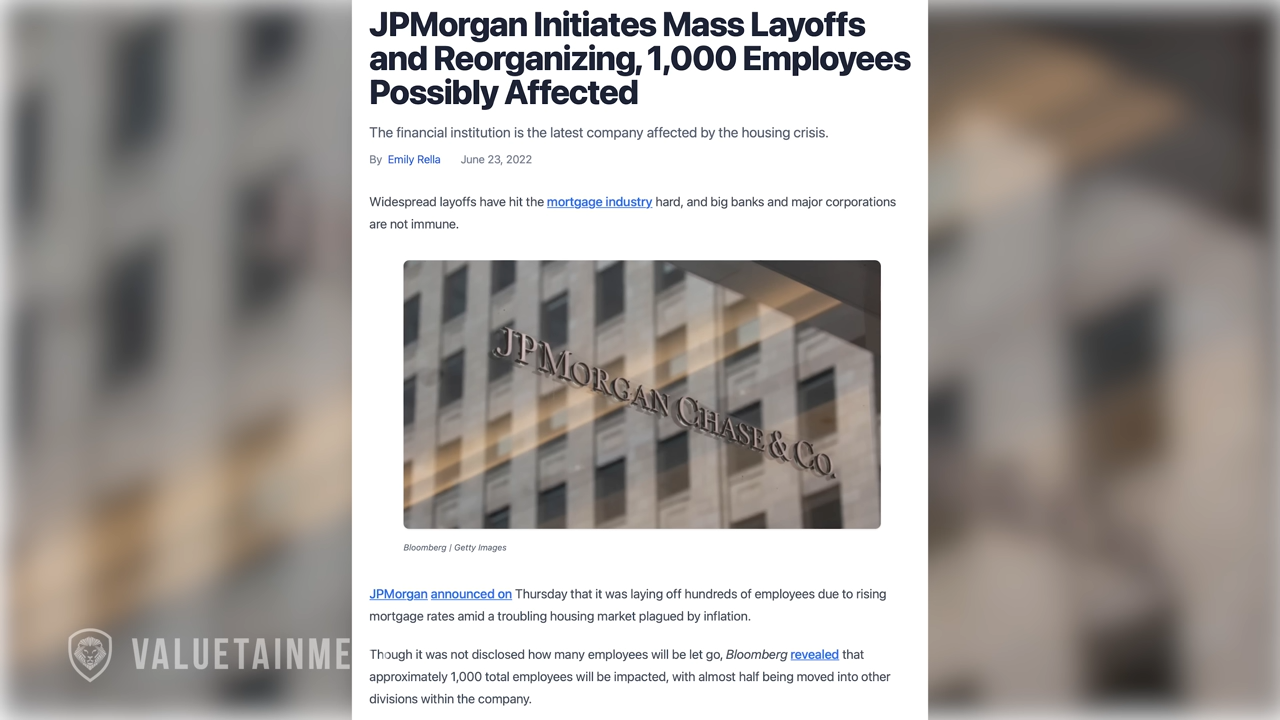 JPMorgan Initiates Mass Layoffs
and Reorganizing, 1,000 Employees
Possibly Affected
The financial institution is the latest company affected by the housing crisis.
By Emily Rella June 23, 2022
Widespread layoffs have hit the mortgage industry hard, and big banks and major corporations
are not immune.
JPMORGAN CHASE & CO.
Bloomberg | Getty Images
JPMorgan announced on Thursday that it was laying off hundreds of employees due to rising
mortgage rates amid a troubling housing market plagued by inflation.
Though it was not disclosed how many employees will be let go, Bloomberg revealed that
approximately 1,000 total employees will be impacted, with almost half being moved into other
divisions within the company.
VALUETAINME